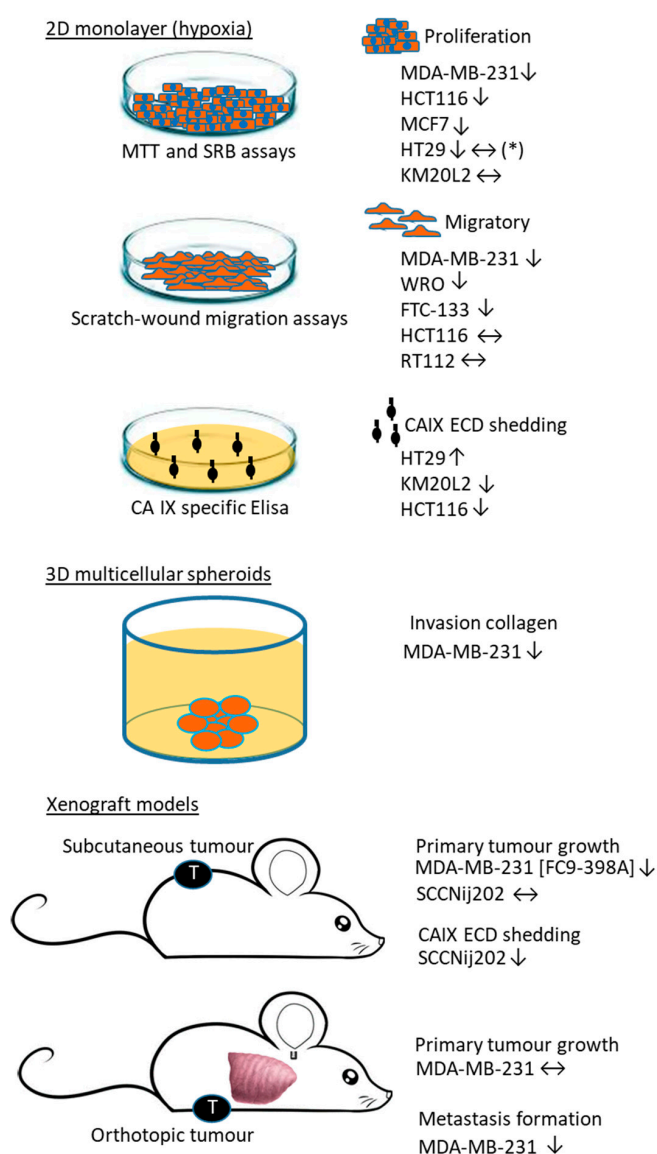 2D monolayer (hypoxia)
Proliferation
MDA-MB-231↓
HCT116 ↓
MCF7 ↓
HT29 ↓ ↔ (*)
KM20L2 ↔
MTT and SRB assays
Migratory
MDA-MB-231 ↓
WRO ↓
FTC-133 ↓
HCT116 ↔
RT112 ↔
Scratch-wound migration assays
CAIX ECD shedding
HT29 ↑
KM20L2 ↓
HCT116 ↓
CA IX specific Elisa
3D multicellular spheroids
Invasion collagen
MDA-MB-231 ↓
Xenograft models
Subcutaneous tumour
T
Primary tumour growth
MDA-MB-231 [FC9-398A] ↓
SCCNij202 ↔
CAIX ECD shedding
SCCNij202 ↓
Primary tumour growth
MDA-MB-231 ↔
T
Orthotopic tumour
Metastasis formation
MDA-MB-231 ↓